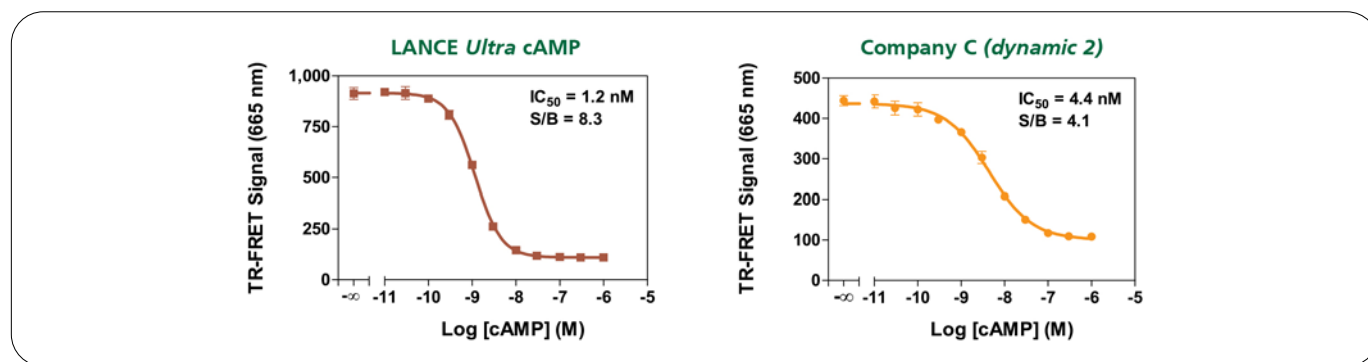 LANCE Ultra cAMP
TR-FRET Signal (665 nm)
1,000
750
500
250
0
IC50 = 1.2 nM
S/B = 8.3
-∞ -11 -10 -9 -8 -7 -6 -5
Log [cAMP] (M)
Company C (dynamic 2)
TR-FRET Signal (665 nm)
500
400
300
200
100
0
IC50 = 4.4 nM
S/B = 4.1
-∞ -11 -10 -9 -8 -7 -6 -5
Log [cAMP] (M)